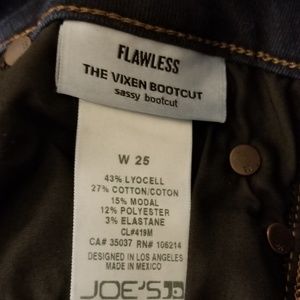 FLAWLESS
THE VIXEN BOOTCUT
sassy bootcut
W 25
43% LYOCELL
27% COTTON/COTON
15% MODAL
12% POLYESTER
3% ELASTANE
CL#419M
CA# 35037 RN# 106214
DESIGNED IN LOS ANGELES
MADE IN MEXICO
JOE'S